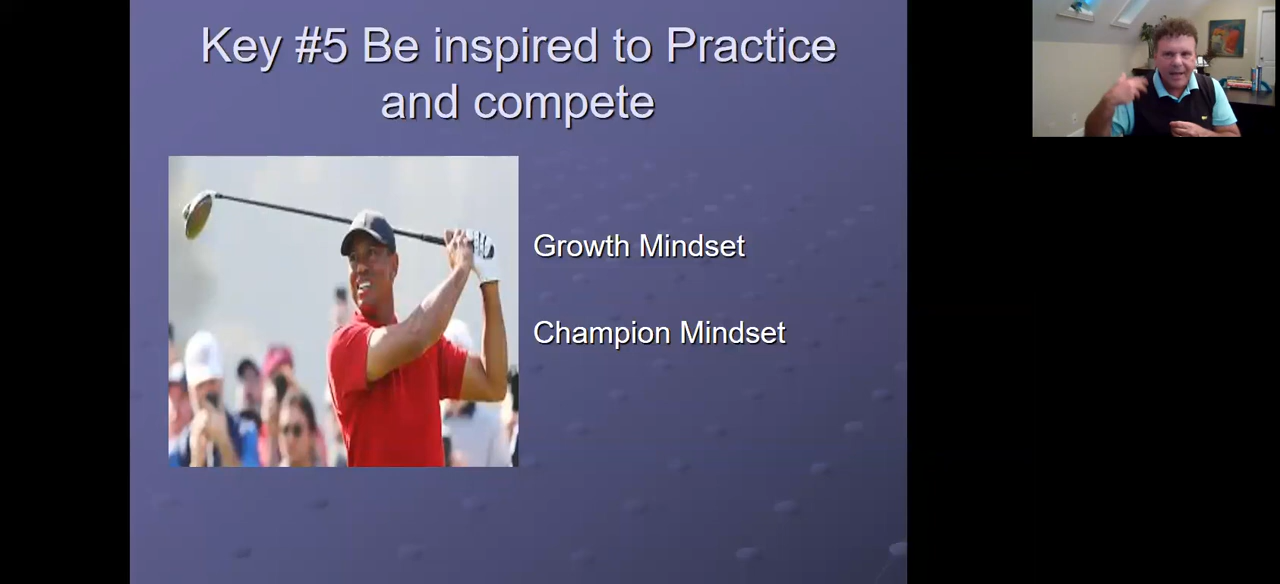 Key #5 Be inspired to Practice
and compete
Growth Mindset
Champion Mindset